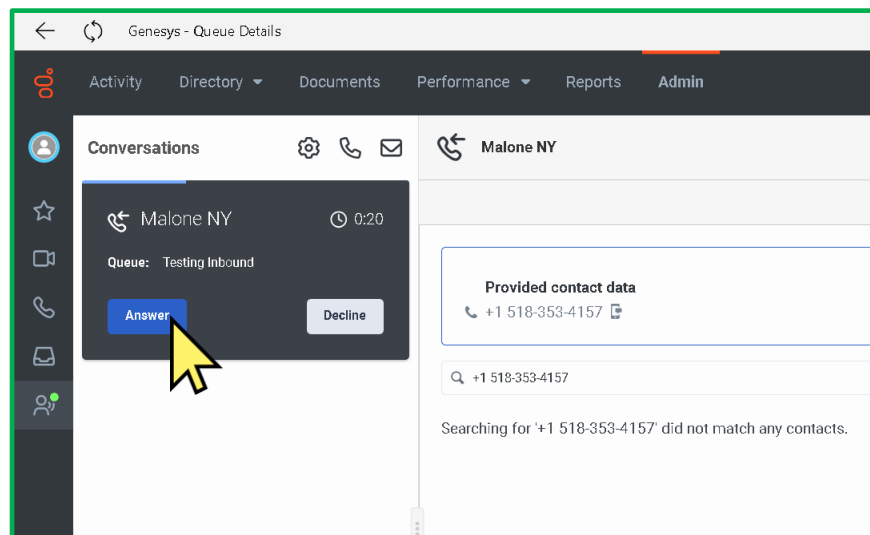 Genesys - Queue Details
Activity Directory Documents Performance Reports Admin
Conversations
Malone NY
Malone NY 0:20
Queue: Testing Inbound
Answer Decline
Provided contact data
+1 518-353-4157
+1 518-353-4157
Searching for '+1 518-353-4157' did not match any contacts.